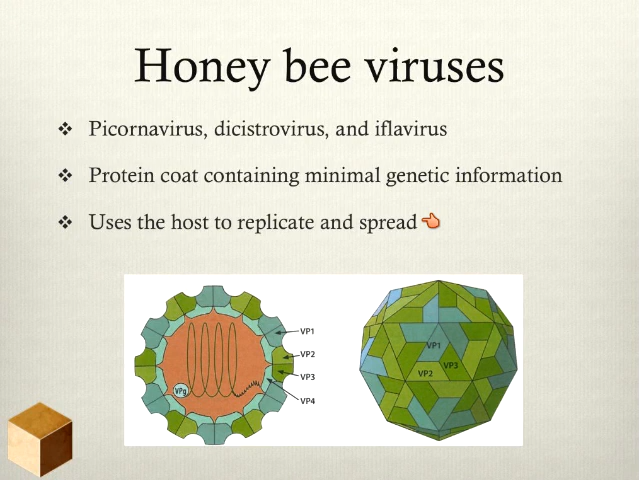 Honey bee viruses
Picornavirus, dicistrovirus, and iflavirus
Protein coat containing minimal genetic information
Uses the host to replicate and spread
VP1
VP2
VP3
VP4
VPg
VP1
VP3
VP2